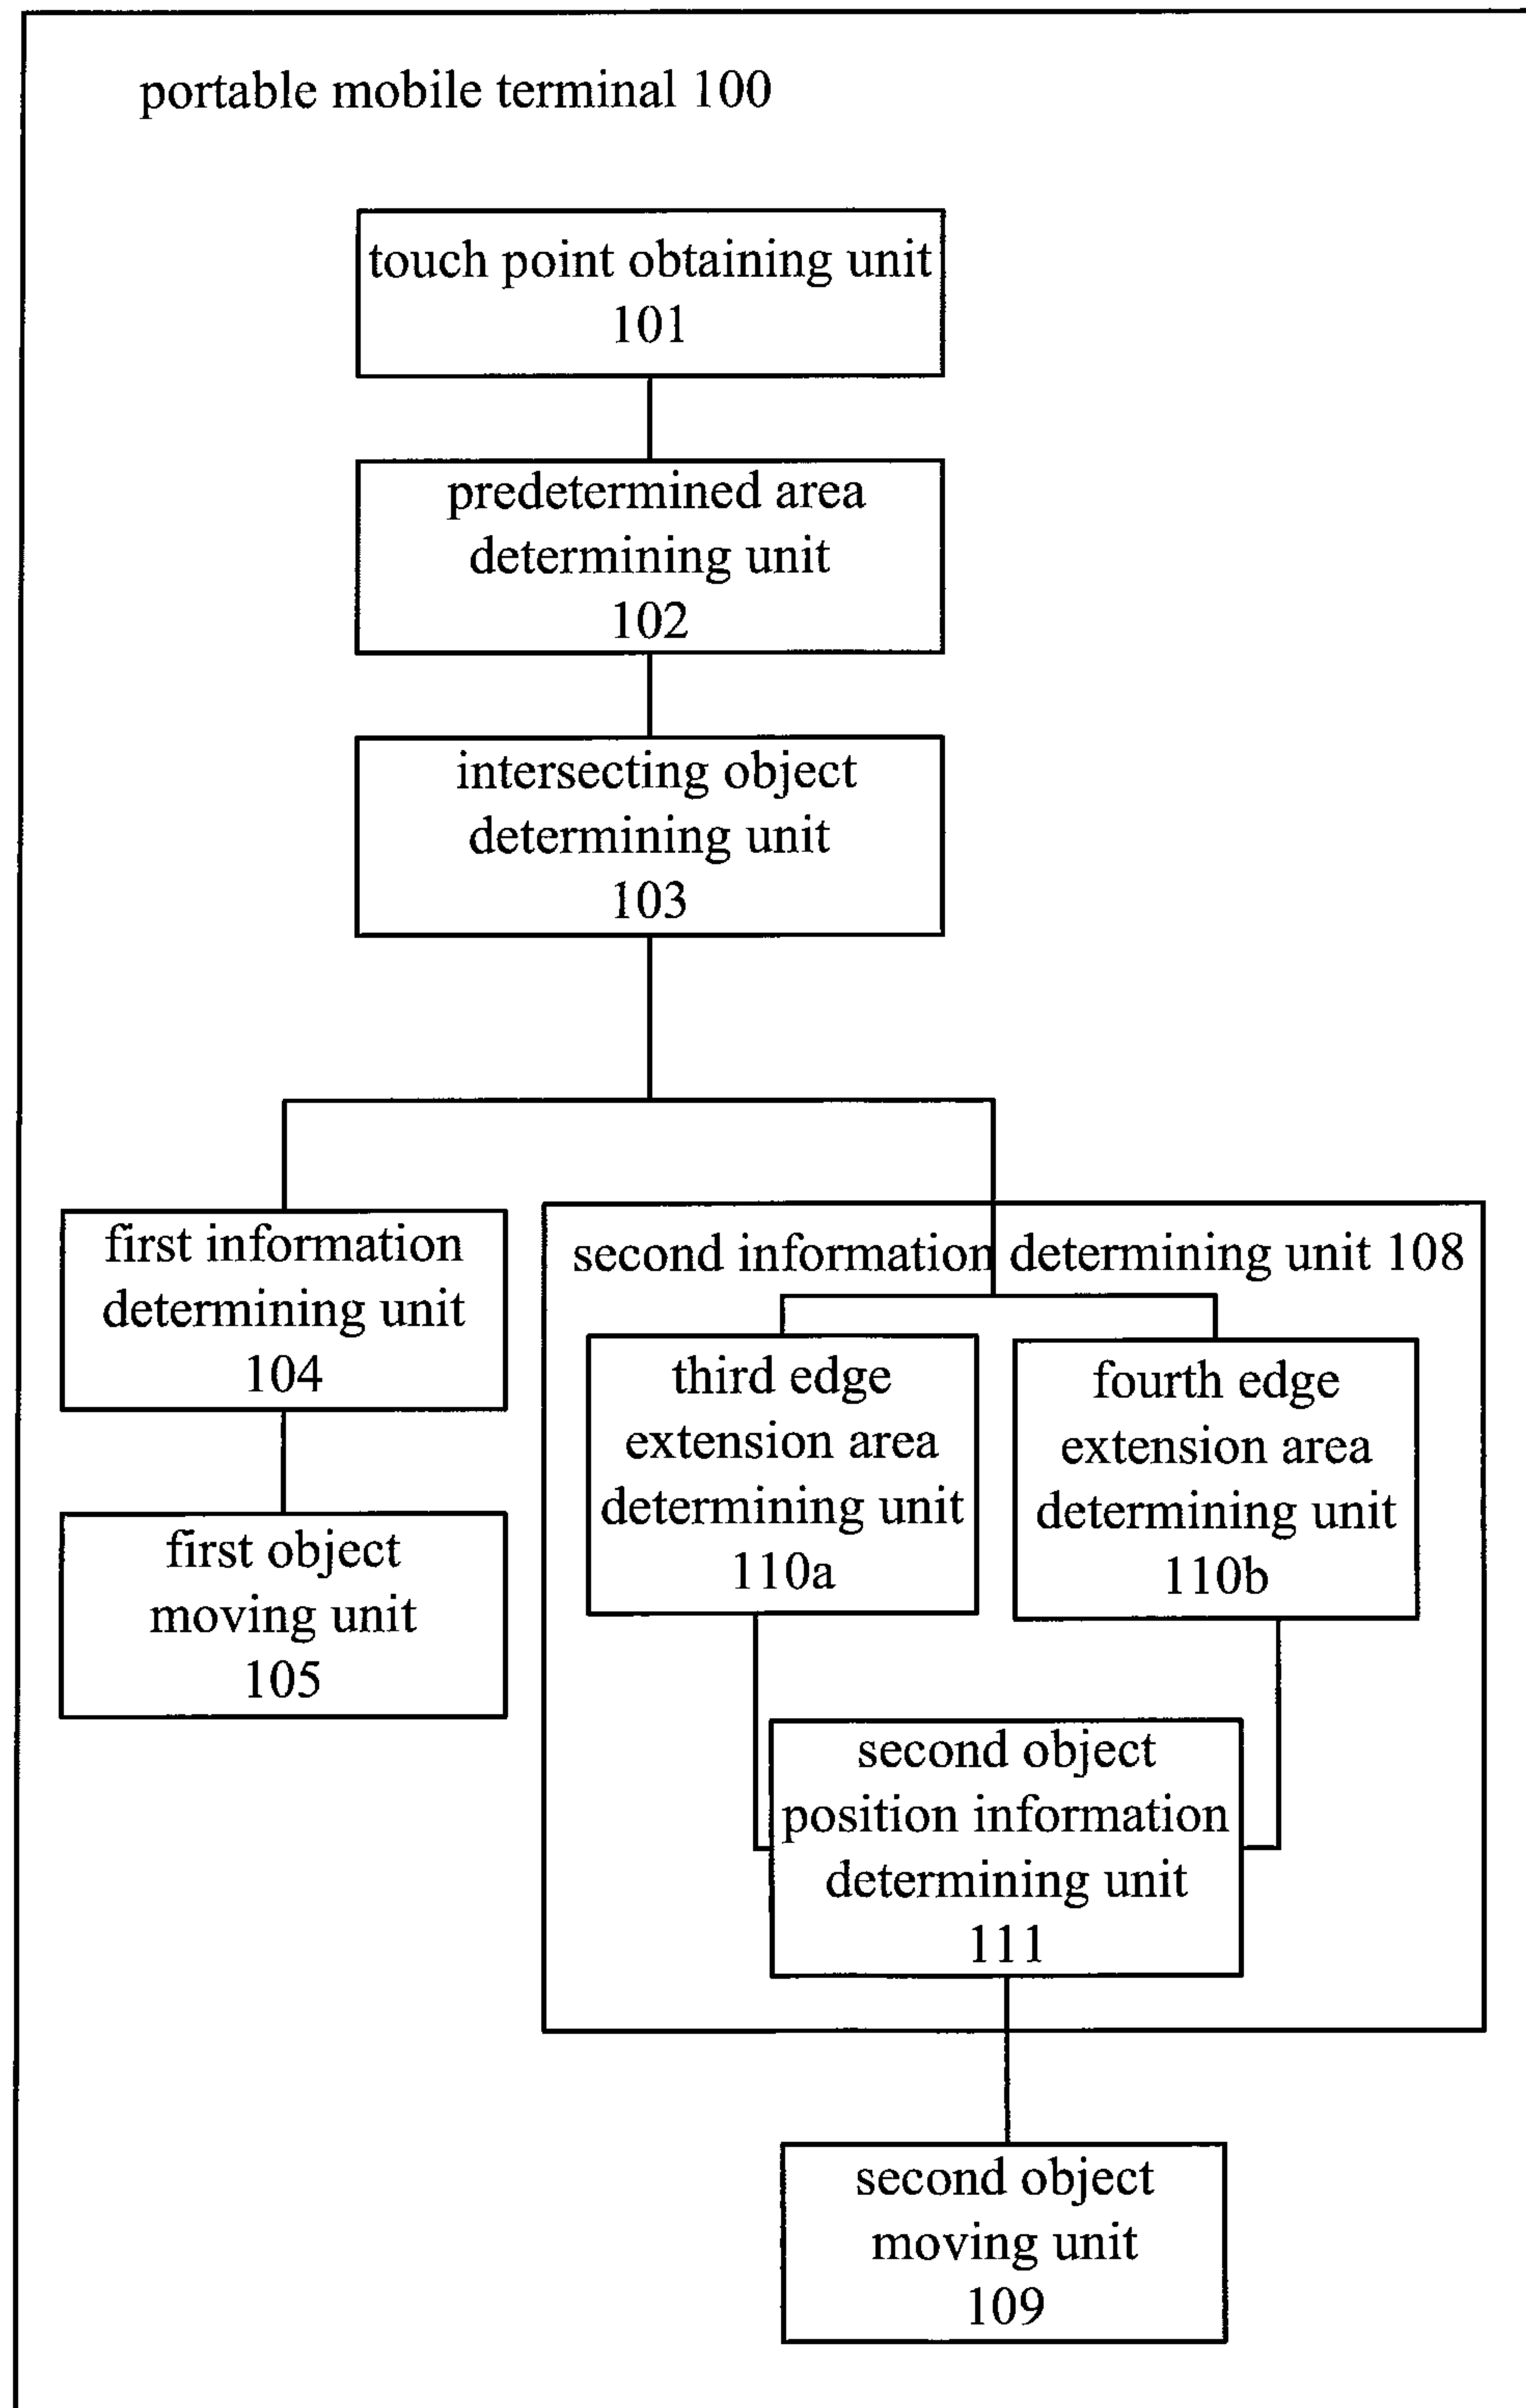 portable mobile terminal 100
touch point obtaining unit
101
predetermined area
determining unit
102
intersecting object
determining unit
103
first information
determining unit
104
first object
moving unit
105
second information determining unit 108
third edge
extension area
determining unit
110a
fourth edge
extension area
determining unit
110b
second object
position information
determining unit
111
second object
moving unit
109